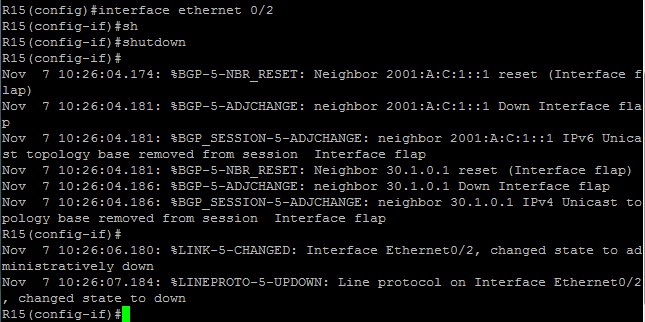 R15(config)#interface ethernet 0/2
R15(config-if)#sh
R15(config-if)#shutdown
R15(config-if)#
Nov  7 10:26:04.174: %BGP-5-NBR_RESET: Neighbor 2001:A:C:1::1 reset (Interface f
lap)
Nov  7 10:26:04.181: %BGP-5-ADJCHANGE: neighbor 2001:A:C:1::1 Down Interface fla
p
Nov  7 10:26:04.181: %BGP_SESSION-5-ADJCHANGE: neighbor 2001:A:C:1::1 IPv6 Unica
st topology base removed from session  Interface flap
Nov  7 10:26:04.181: %BGP-5-NBR_RESET: Neighbor 30.1.0.1 reset (Interface flap)
Nov  7 10:26:04.186: %BGP-5-ADJCHANGE: neighbor 30.1.0.1 Down Interface flap
Nov  7 10:26:04.186: %BGP_SESSION-5-ADJCHANGE: neighbor 30.1.0.1 IPv4 Unicast to
pology base removed from session  Interface flap
R15(config-if)#
Nov  7 10:26:06.180: %LINK-5-CHANGED: Interface Ethernet0/2, changed state to ad
ministratively down
Nov  7 10:26:07.184: %LINEPROTO-5-UPDOWN: Line protocol on Interface Ethernet0/2
, changed state to down
R15(config-if)#